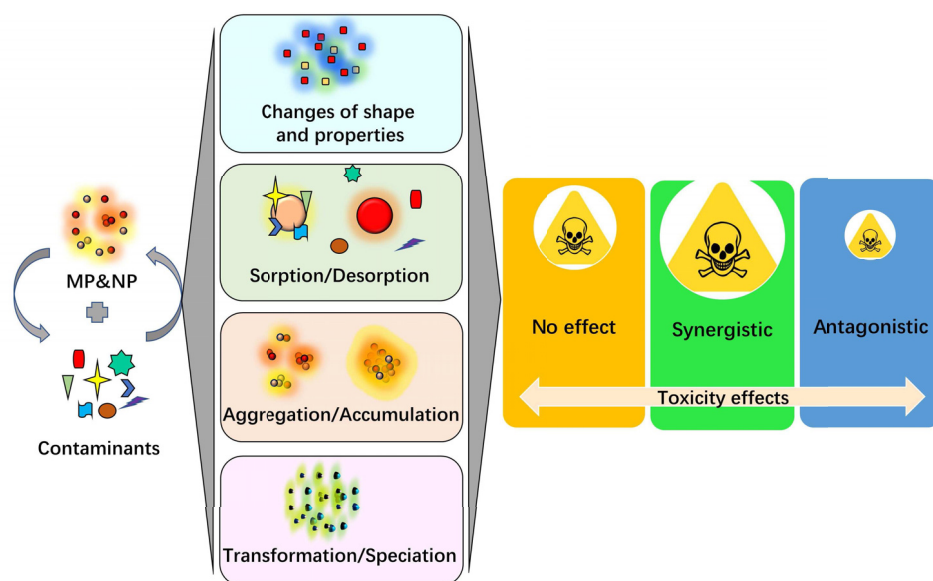 MP&NP
Contaminants
Changes of shape
and properties
Sorption/Desorption
Aggregation/Accumulation
Transformation/Speciation
No effect
Synergistic
Antagonistic
Toxicity effects